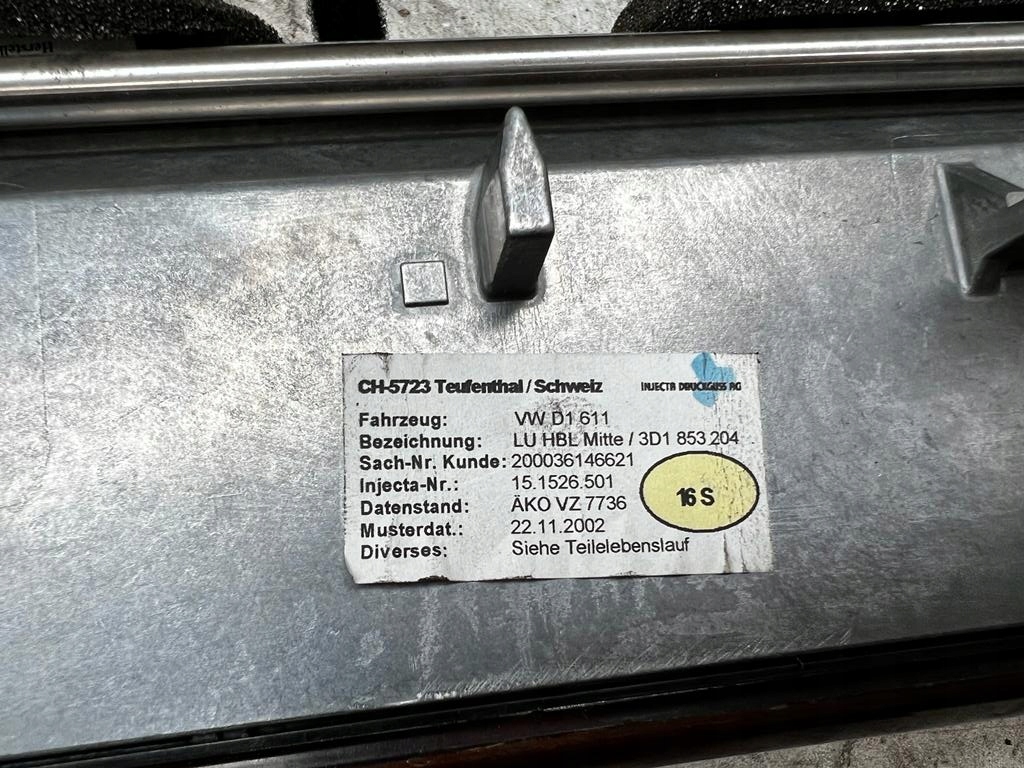 CH-5723 Teufenthal / Schweiz INJECTA DRUCKGUSS AG
Fahrzeug: VW D1 611
Bezeichnung: LU HBL Mitte / 3D1 853 204
Sach-Nr. Kunde: 200036146621
Injecta-Nr.: 15.1526.501
16 S
Datenstand: ÄKO VZ 7736
Musterdat.: 22.11.2002
Diverses: Siehe Teilelebenslauf